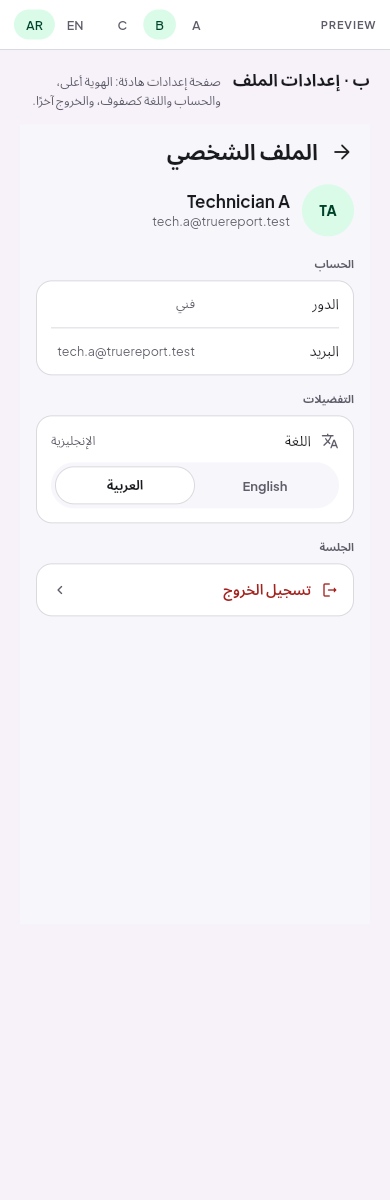 PREVIEW
A B C EN AR
ب · إعدادات الملف
صفحة إعدادات هادئة: الهوية أعلى،
والحساب واللغة كصفوف، والخروج آخرًا.
الملف الشخصي
TA
Technician A
tech.a@truereport.test
الحساب
الدور فني
البريد tech.a@truereport.test
التفضيلات
اللغة الإنجليزية
English العربية
الجلسة
تسجيل الخروج